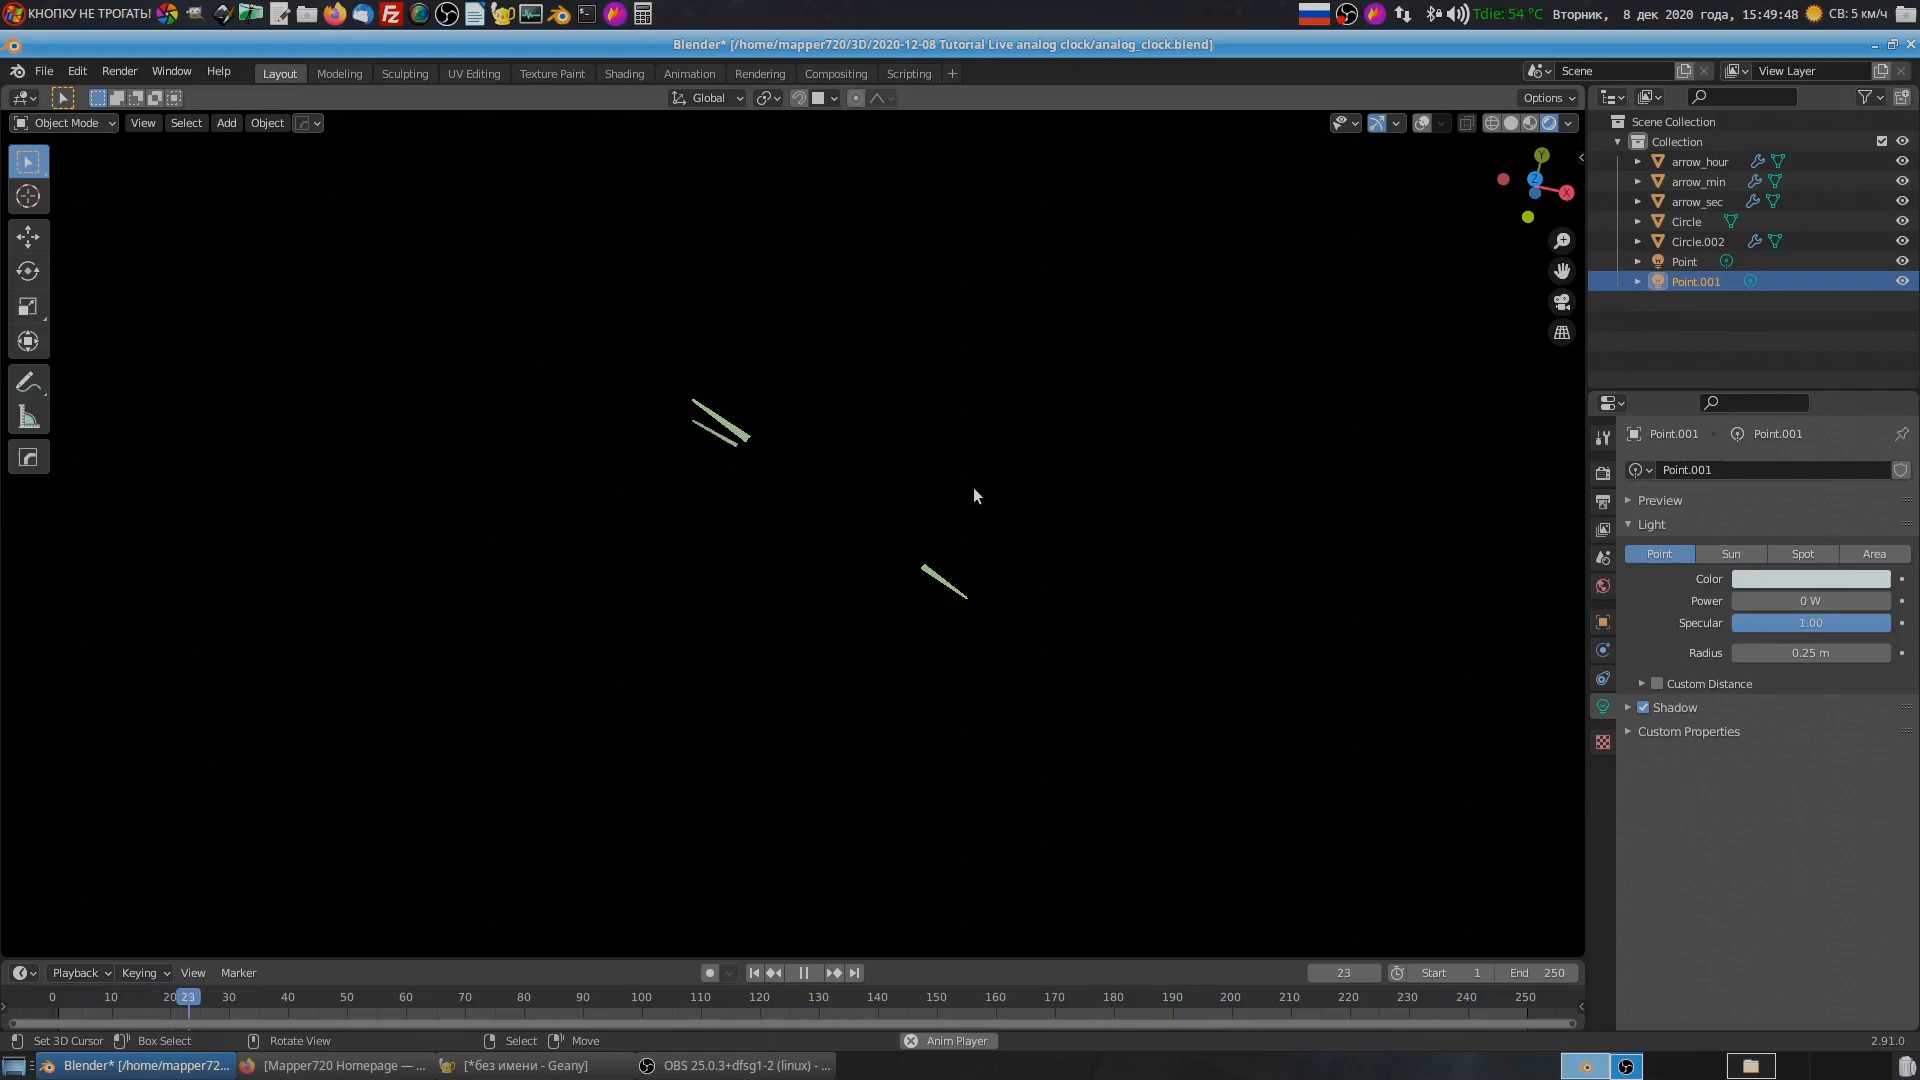 КНОПКУ НЕ ТРОГАТЬ!
Tdie: 54 °C Вторник, 8 дек 2020 года, 15:49:48 СВ: 5 км/ч
Blender* [/home/mapper720/3D/2020-12-08 Tutorial Live analog clock/analog_clock.blend]
File Edit Render Window Help Layout Modeling Sculpting UV Editing Texture Paint Shading Animation Rendering Compositing Scripting + Scene View Layer
Global Options
Object Mode View Select Add Object
Scene Collection
Collection
arrow_hour
arrow_min
arrow_sec
Circle
Circle.002
Point
Point.001
Y
Z
X
Point.001 Point.001
Point.001
Preview
Light
Point Sun Spot Area
Color
Power 0 W
Specular 1.00
Radius 0.25 m
Custom Distance
Shadow
Custom Properties
Playback Keying View Marker 23 Start 1 End 250
0 10 20 23 30 40 50 60 70 80 90 100 110 120 130 140 150 160 170 180 190 200 210 220 230 240 250
Set 3D Cursor Box Select Rotate View Select Move Anim Player 2.91.0
Blender* [/home/mapper72... [Mapper720 Homepage — ... [*без имени - Geany] OBS 25.0.3+dfsg1-2 (linux) - ...